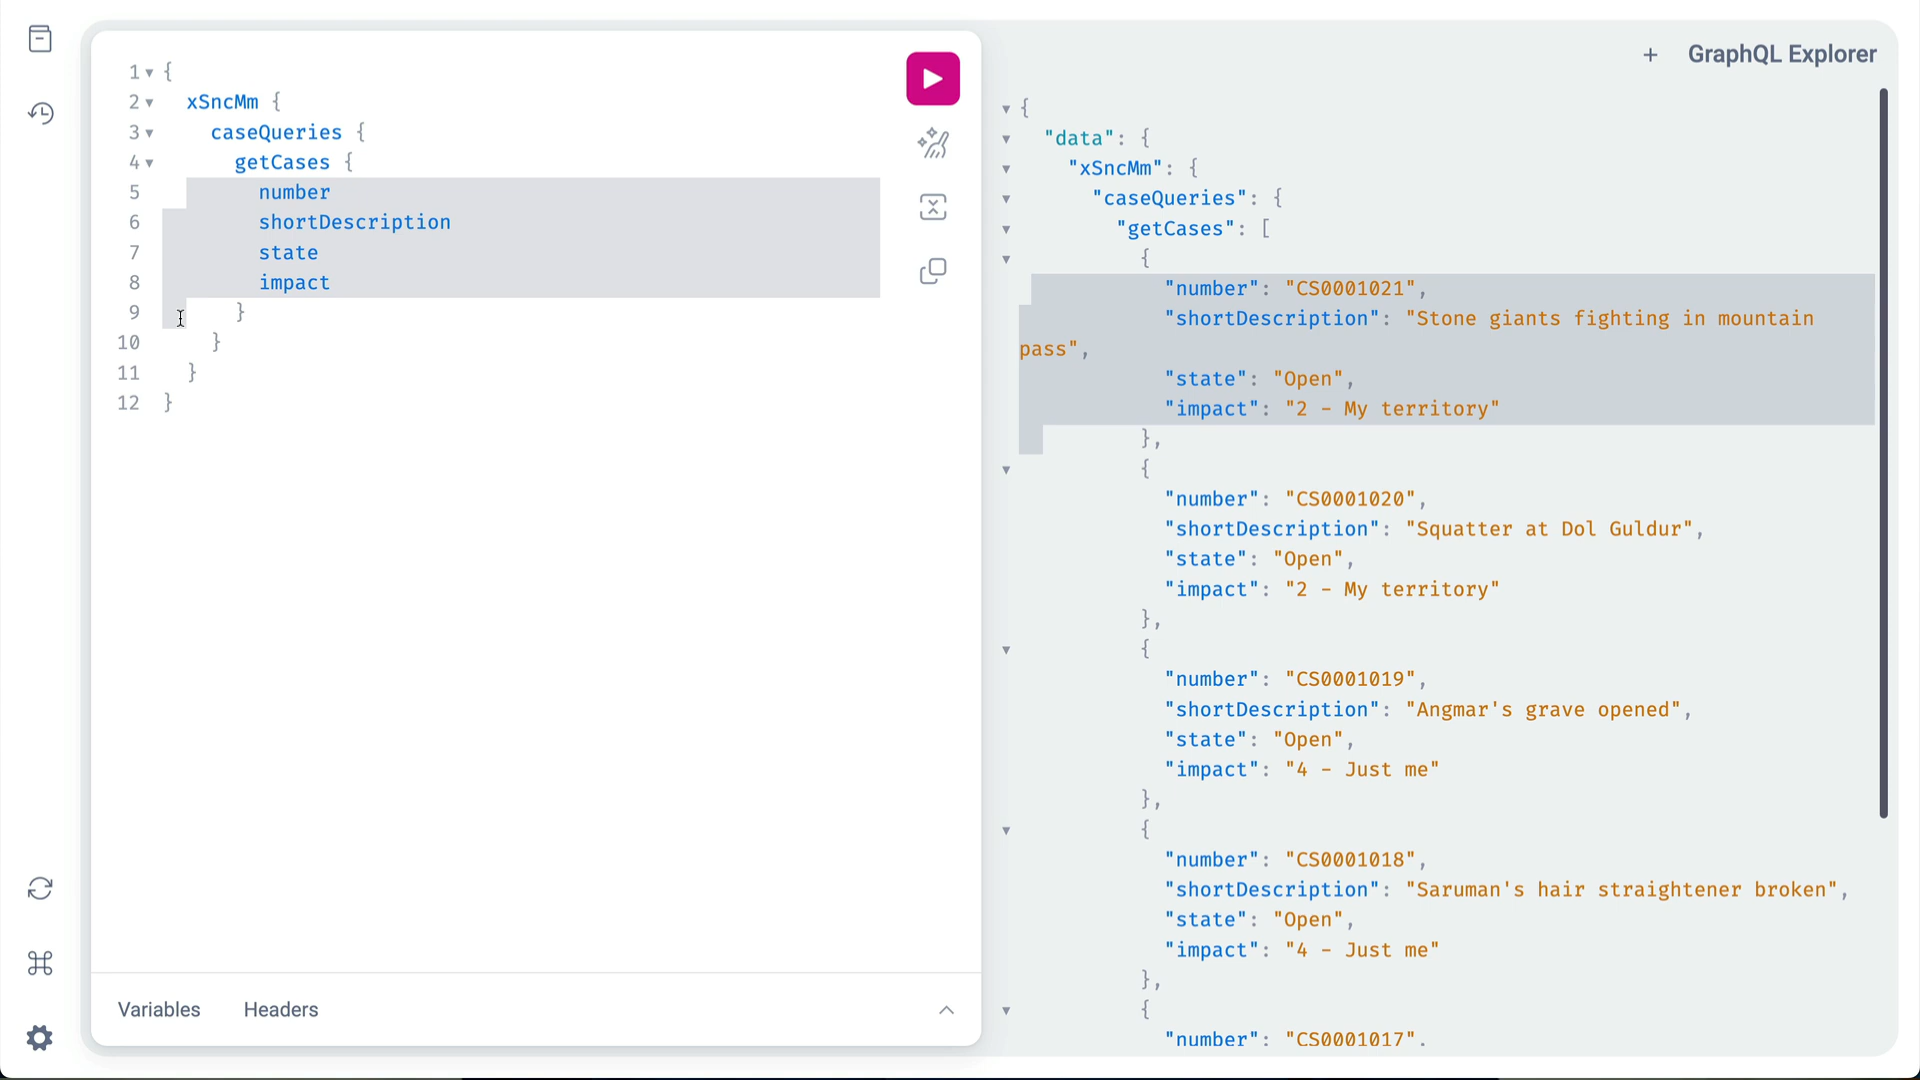 1 {
2 xSncMm {
3 caseQueries {
4 getCases {
5 number
6 shortDescription
7 state
8 impact
9 }
10 }
11 }
12 }
Variables Headers
+ GraphQL Explorer
{
"data": {
"xSncMm": {
"caseQueries": {
"getCases": [
{
"number": "CS0001021",
"shortDescription": "Stone giants fighting in mountain
pass",
"state": "Open",
"impact": "2 - My territory"
},
{
"number": "CS0001020",
"shortDescription": "Squatter at Dol Guldur",
"state": "Open",
"impact": "2 - My territory"
},
{
"number": "CS0001019",
"shortDescription": "Angmar's grave opened",
"state": "Open",
"impact": "4 - Just me"
},
{
"number": "CS0001018",
"shortDescription": "Saruman's hair straightener broken",
"state": "Open",
"impact": "4 - Just me"
},
{
"number": "CS0001017",